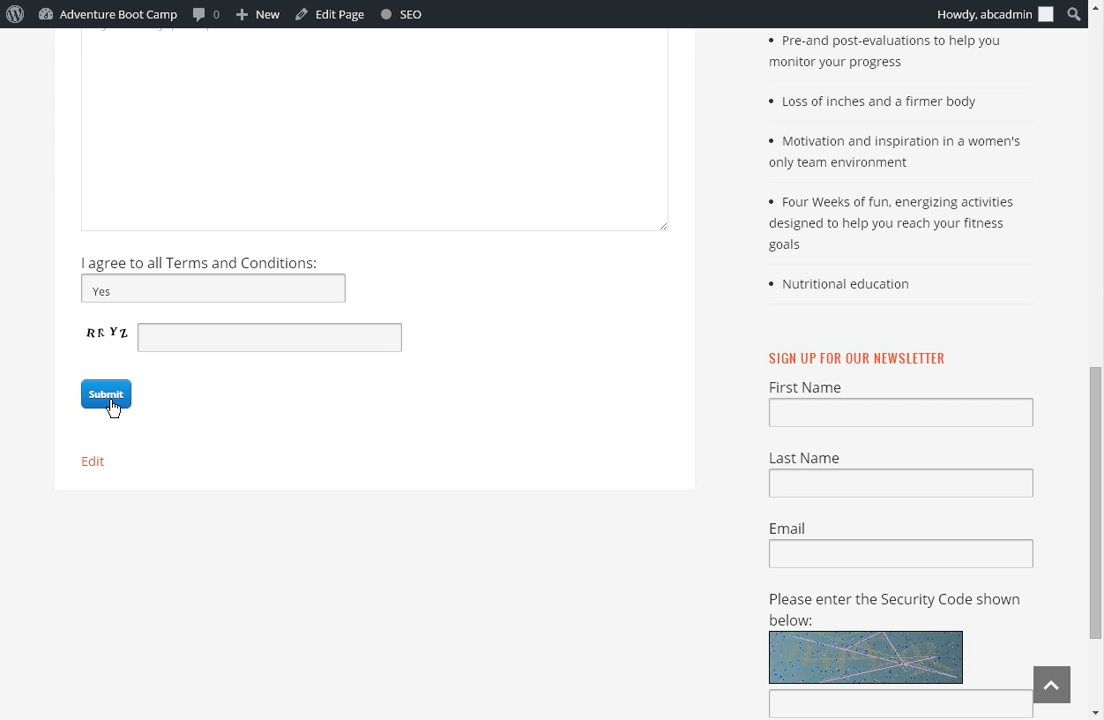 Adventure Boot Camp 0 New Edit Page SEO Howdy, abcadmin
I agree to all Terms and Conditions:
Yes
RRYZ
Submit
Edit
• Pre-and post-evaluations to help you
monitor your progress
• Loss of inches and a firmer body
• Motivation and inspiration in a women's
only team environment
• Four Weeks of fun, energizing activities
designed to help you reach your fitness
goals
• Nutritional education
SIGN UP FOR OUR NEWSLETTER
First Name
Last Name
Email
Please enter the Security Code shown
below: